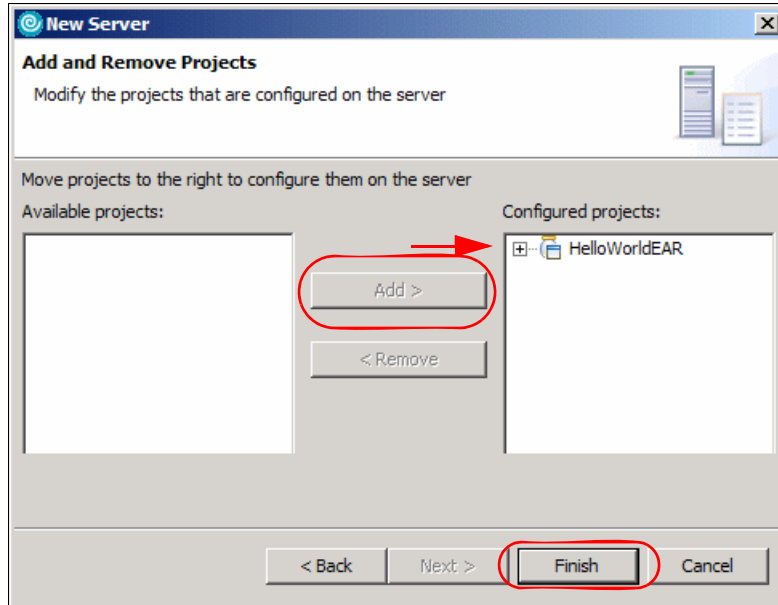 New Server
Add and Remove Projects
Modify the projects that are configured on the server
Move projects to the right to configure them on the server
Available projects:
Configured projects:
HelloWorldEAR
Add >
< Remove
< Back
Next >
Finish
Cancel